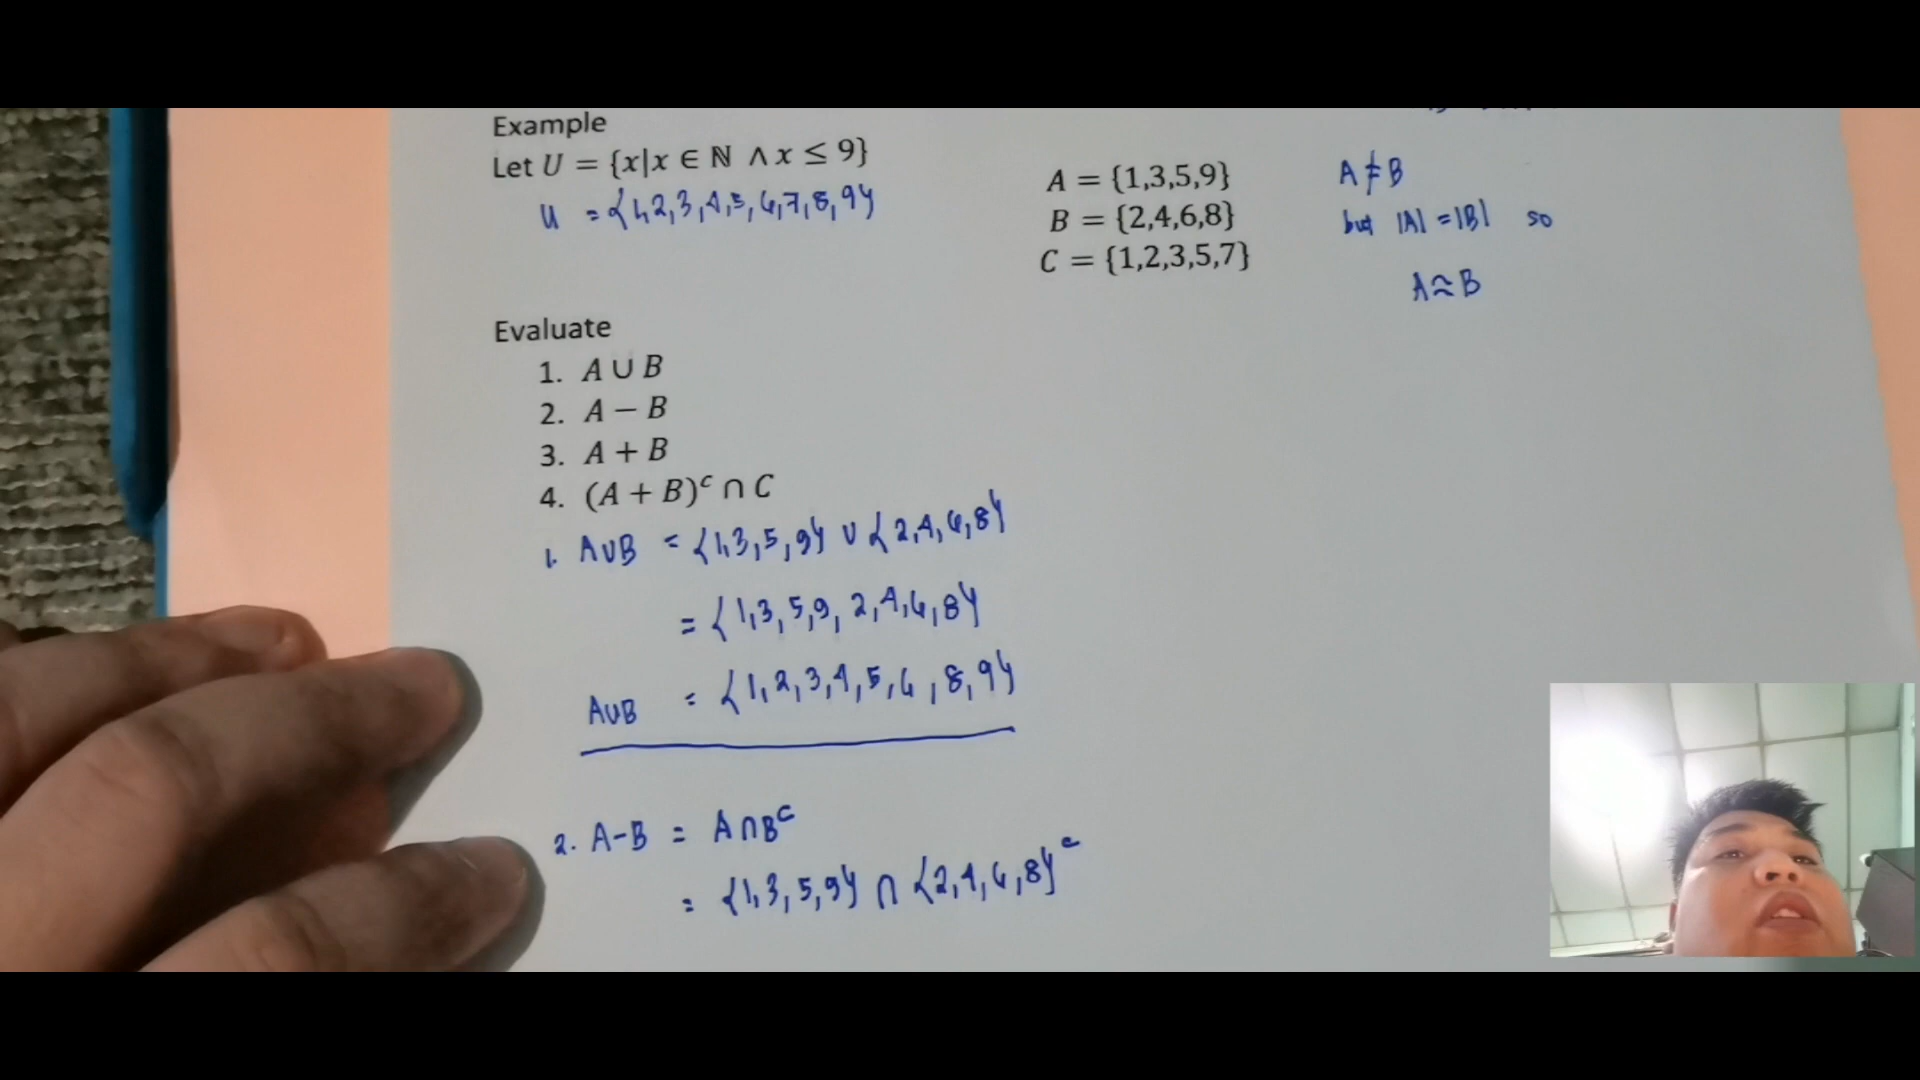 Example
Let U = {x|x ∈ ℕ ∧ x ≤ 9}
U = {1,2,3,4,5,6,7,8,9}
A = {1,3,5,9}
B = {2,4,6,8}
C = {1,2,3,5,7}
A ≠ B
but |A| = |B| so
A ≈ B
Evaluate
1. A ∪ B
2. A − B
3. A + B
4. (A + B)ᶜ ∩ C
1. A∪B = {1,3,5,9} ∪ {2,4,6,8}
= {1,3,5,9,2,4,6,8}
A∪B = {1,2,3,4,5,6,8,9}
2. A-B = A∩Bᶜ
= {1,3,5,9} ∩ {2,4,6,8}ᶜ